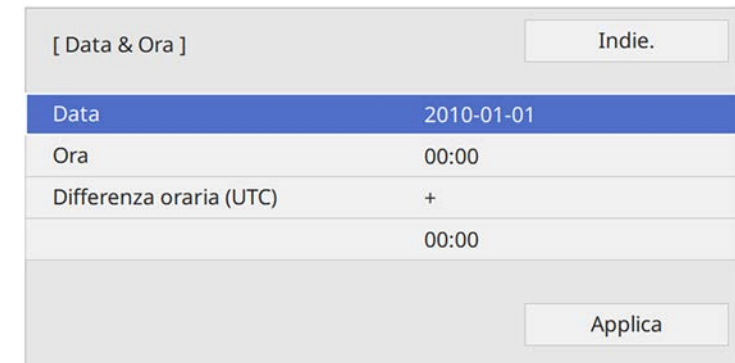 [ Data & Ora ] Indie.
Data 2010-01-01
Ora 00:00
Differenza oraria (UTC) +
00:00
Applica